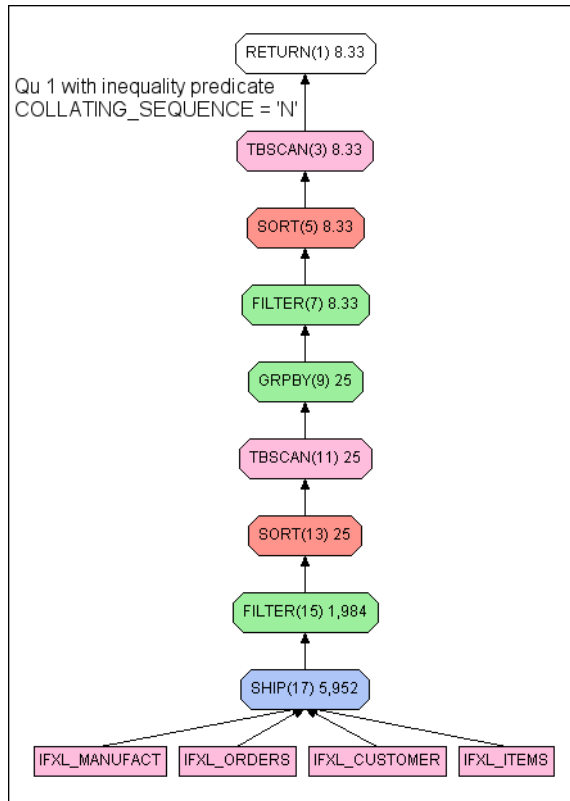 RETURN(1) 8.33
Qu 1 with inequality predicate
COLLATING_SEQUENCE = 'N'
TBSCAN(3) 8.33
SORT(5) 8.33
FILTER(7) 8.33
GRPBY(9) 25
TBSCAN(11) 25
SORT(13) 25
FILTER(15) 1,984
SHIP(17) 5,952
IFXL_MANUFACT IFXL_ORDERS IFXL_CUSTOMER IFXL_ITEMS